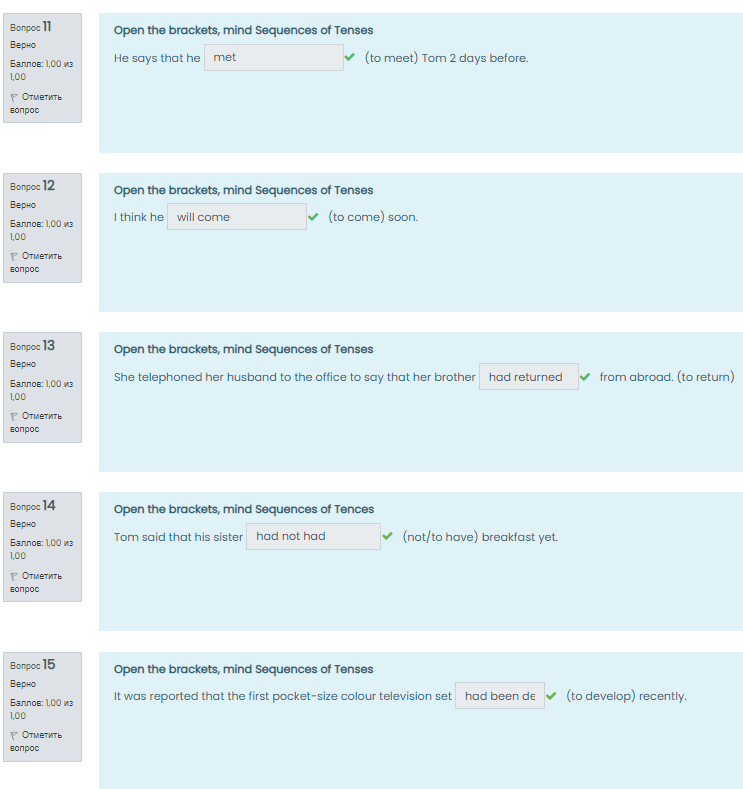 Вопрос 11
Верно
Баллов: 1,00 из
1,00
Отметить
вопрос
Open the brackets, mind Sequences of Tenses
He says that he met (to meet) Tom 2 days before.
Вопрос 12
Верно
Баллов: 1,00 из
1,00
Отметить
вопрос
Open the brackets, mind Sequences of Tenses
I think he will come (to come) soon.
Вопрос 13
Верно
Баллов: 1,00 из
1,00
Отметить
вопрос
Open the brackets, mind Sequences of Tenses
She telephoned her husband to the office to say that her brother had returned from abroad. (to return)
Вопрос 14
Верно
Баллов: 1,00 из
1,00
Отметить
вопрос
Open the brackets, mind Sequences of Tences
Tom said that his sister had not had (not/to have) breakfast yet.
Вопрос 15
Верно
Баллов: 1,00 из
1,00
Отметить
вопрос
Open the brackets, mind Sequences of Tenses
It was reported that the first pocket-size colour television set had been de (to develop) recently.